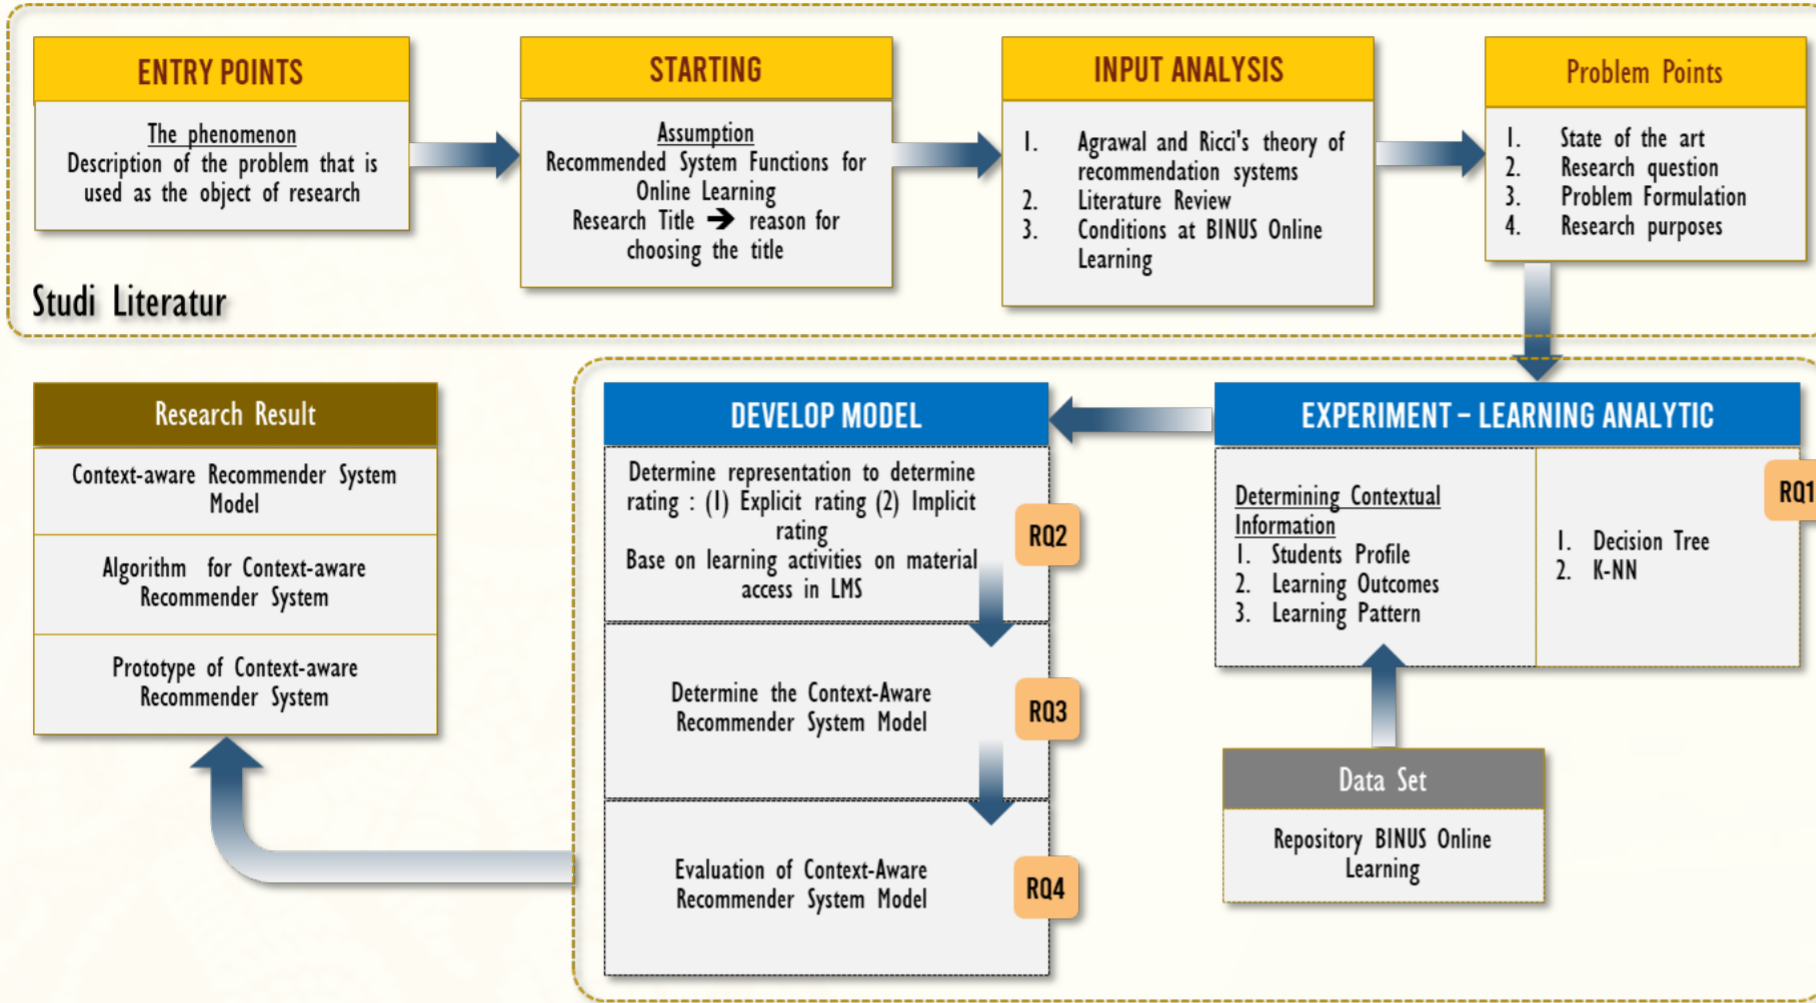 ENTRY POINTS
The phenomenon
Description of the problem that is
used as the object of research
STARTING
Assumption
Recommended System Functions for
Online Learning
Research Title ➔ reason for
choosing the title
INPUT ANALYSIS
1. Agrawal and Ricci's theory of
recommendation systems
2. Literature Review
3. Conditions at BINUS Online
Learning
Problem Points
1. State of the art
2. Research question
3. Problem Formulation
4. Research purposes
Studi Literatur
EXPERIMENT – LEARNING ANALYTIC
RQ1
Determining Contextual
Information
1. Students Profile
2. Learning Outcomes
3. Learning Pattern
1. Decision Tree
2. K-NN
Data Set
Repository BINUS Online
Learning
DEVELOP MODEL
Determine representation to determine
rating : (1) Explicit rating (2) Implicit
rating
Base on learning activities on material
access in LMS
RQ2
Determine the Context-Aware
Recommender System Model
RQ3
Evaluation of Context-Aware
Recommender System Model
RQ4
Research Result
Context-aware Recommender System
Model
Algorithm for Context-aware
Recommender System
Prototype of Context-aware
Recommender System